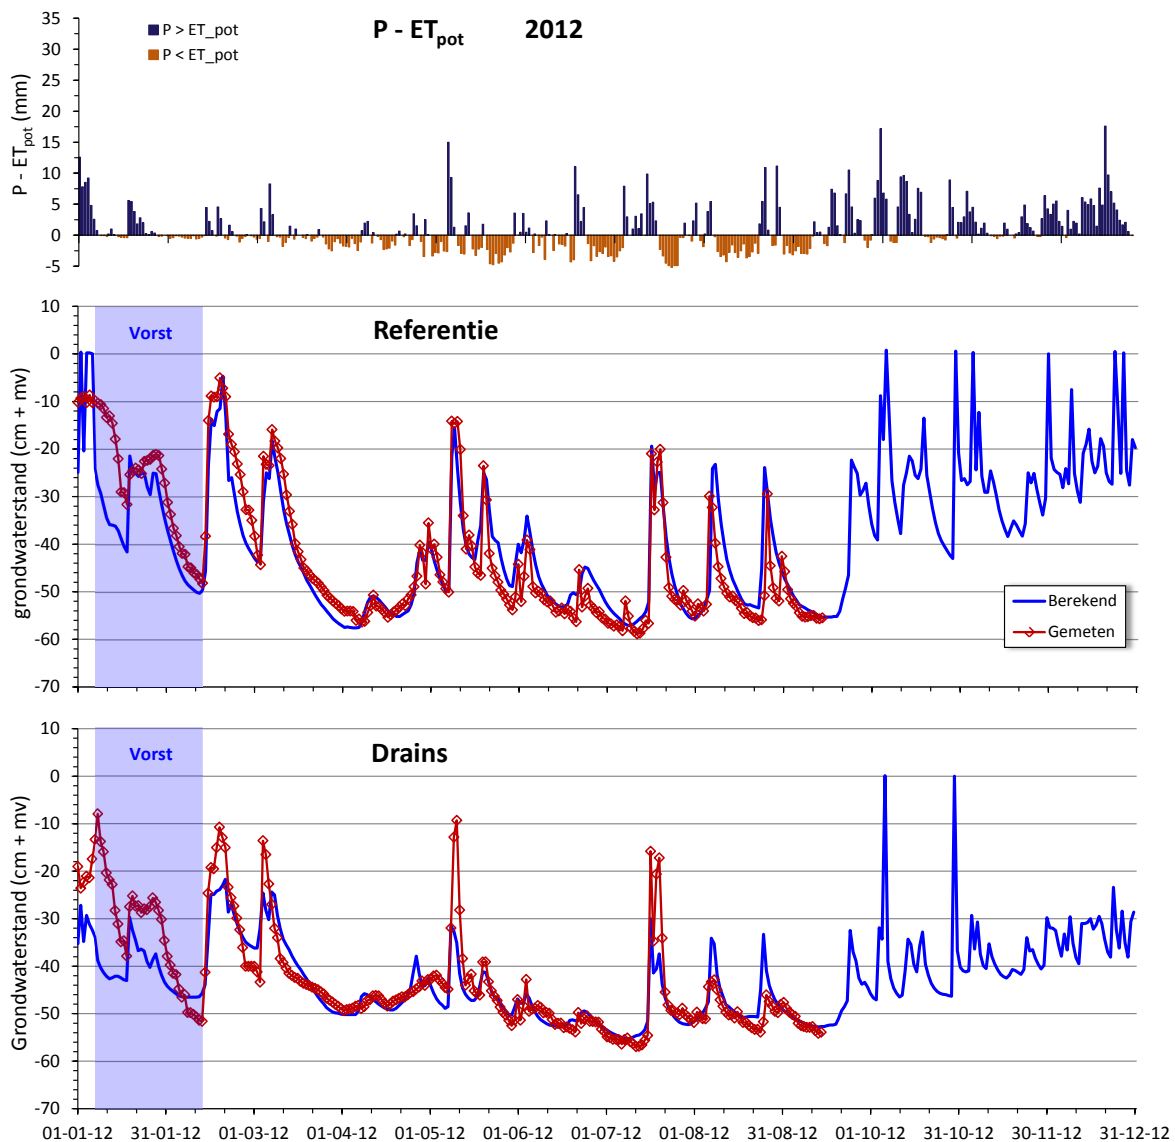 P - ET_pot 2012
P > ET_pot
P < ET_pot
P - ET_pot (mm)
35
30
25
20
15
10
5
0
5
10
Referentie
Vorst
grondwaterstand (cm + mv)
10
0
-10
-20
-30
-40
-50
-60
-70
Berekend
Gemeten
Drains
Vorst
Grondwaterstand (cm + mv)
10
0
-10
-20
-30
-40
-50
-60
-70
01-01-12 31-01-12 01-03-12 01-04-12 01-05-12 01-06-12 01-07-12 01-08-12 31-08-12 01-10-12 31-10-12 30-11-12 31-12-12